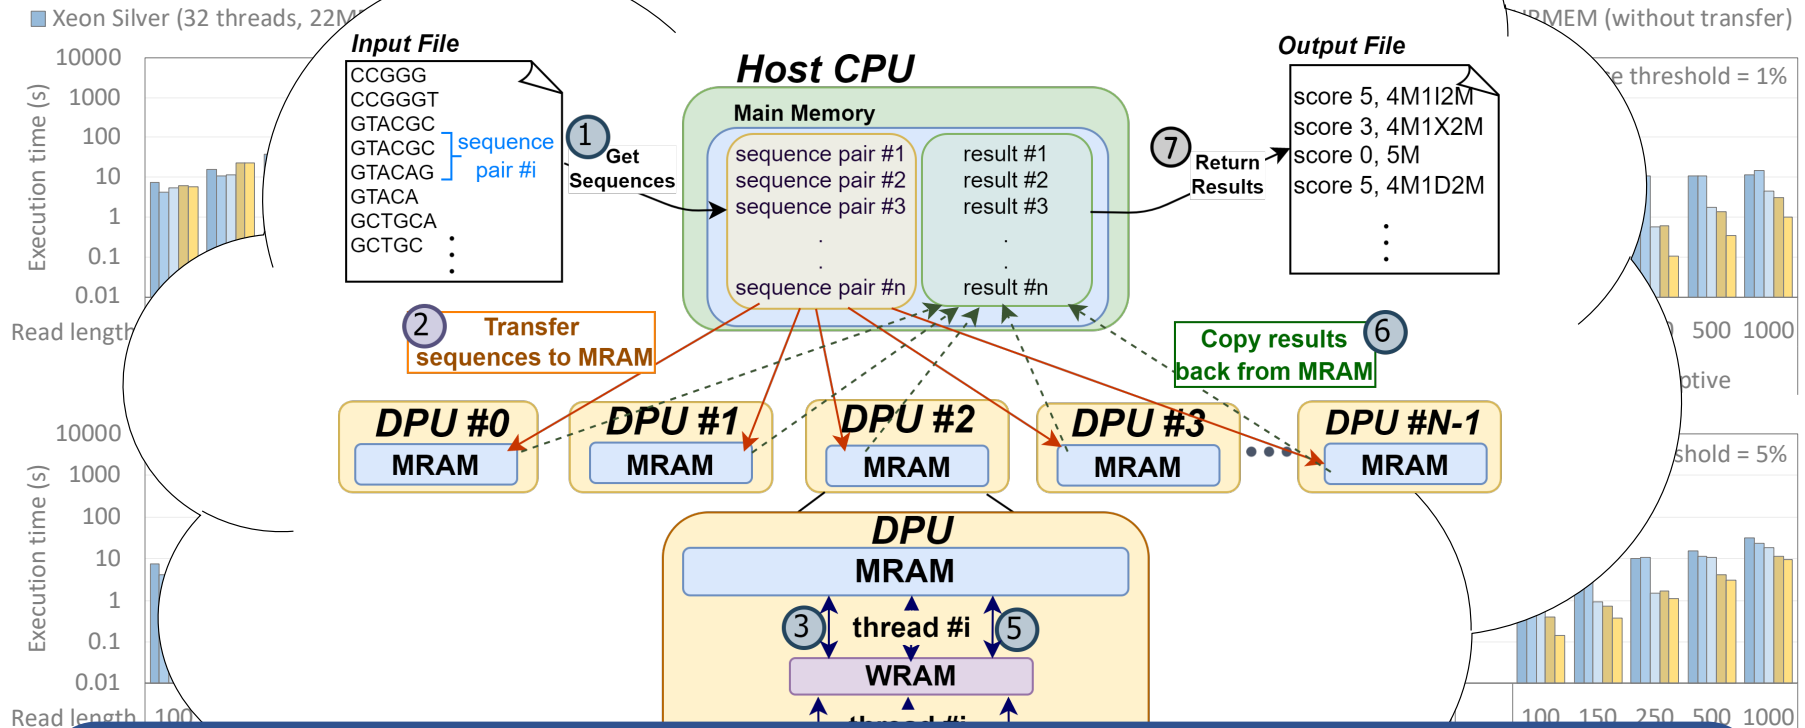 Xeon Silver (32 threads, 22M
(without transfer)
Input File
Output File
Host CPU
Main Memory
10000
1000
100
10
1
0.1
0.01
Execution time (s)
Read length
CCGGG
CCGGGT
GTACGC
GTACGC
GTACAG
GTACA
GCTGCA
GCTGC
sequence
pair #i
1
Get
Sequences
sequence pair #1
sequence pair #2
sequence pair #3
.
.
sequence pair #n
result #1
result #2
result #3
.
.
result #n
7
Return
Results
score 5, 4M1I2M
score 3, 4M1X2M
score 0, 5M
score 5, 4M1D2M
threshold = 1%
500 1000
ptive
2
Transfer
sequences to MRAM
6
Copy results
back from MRAM
DPU #0
MRAM
DPU #1
MRAM
DPU #2
MRAM
DPU #3
MRAM
DPU #N-1
MRAM
shold = 5%
10000
1000
100
10
1
0.1
0.01
Execution time (s)
Read length
100
DPU
MRAM
3
thread #i
5
WRAM
thread #i
100 150 250 500 1000